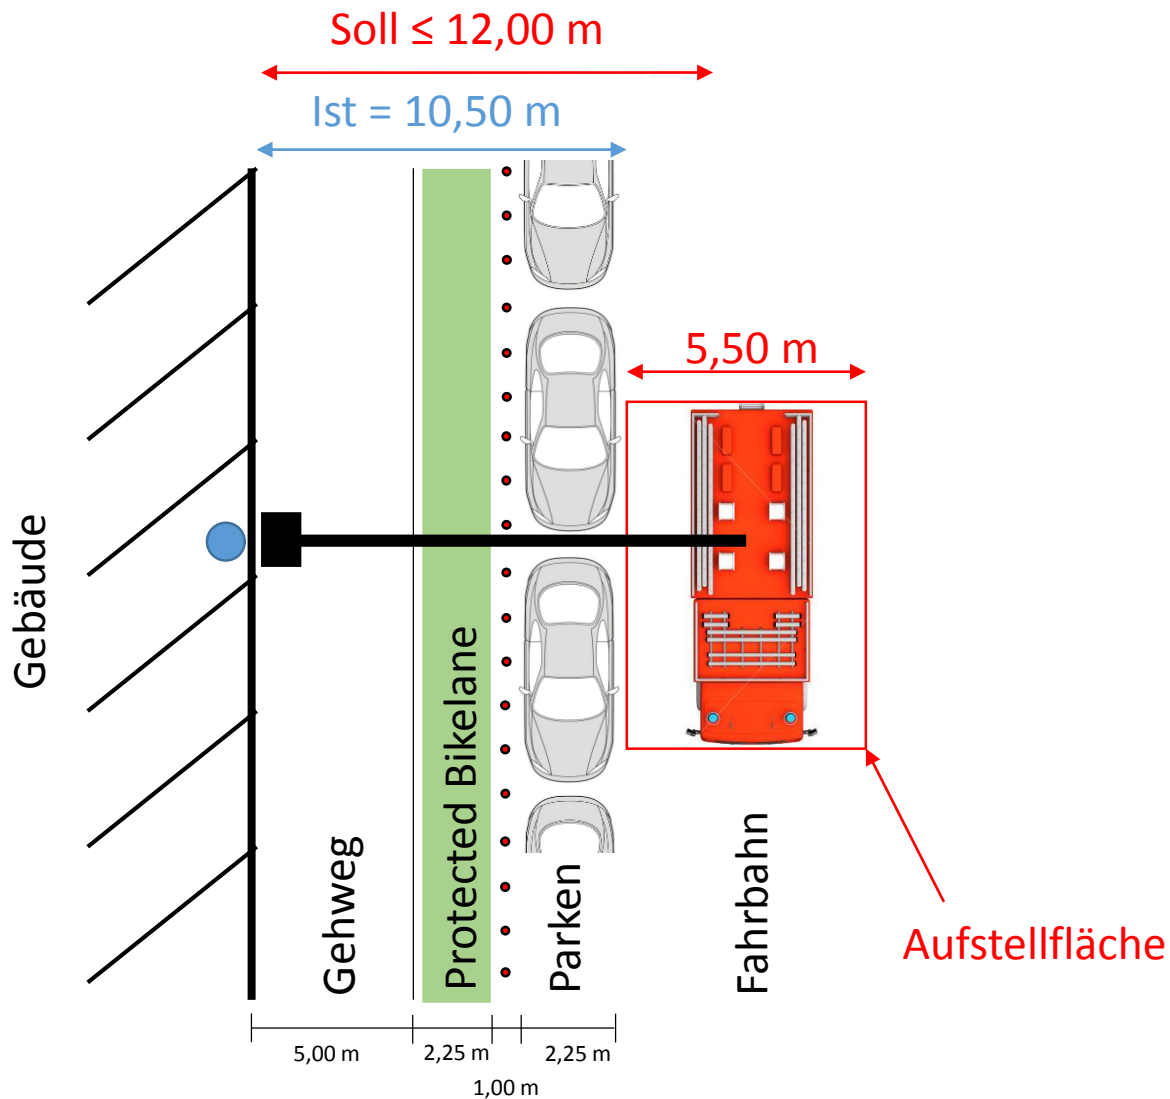 Soll ≤ 12,00 m
Ist = 10,50 m
5,50 m
Gebäude
Gehweg
Protected Bikelane
Parken
Fahrbahn
Aufstellfläche
5,00 m
2,25 m
2,25 m
1,00 m